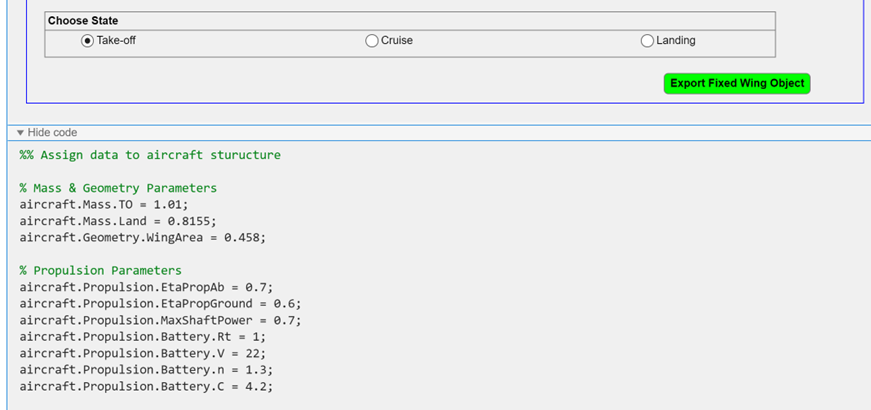 Choose State
Take-off Cruise Landing
Export Fixed Wing Object
Hide code
%% Assign data to aircraft sturucture
% Mass & Geometry Parameters
aircraft.Mass.TO = 1.01;
aircraft.Mass.Land = 0.8155;
aircraft.Geometry.WingArea = 0.458;
% Propulsion Parameters
aircraft.Propulsion.EtaPropAb = 0.7;
aircraft.Propulsion.EtaPropGround = 0.6;
aircraft.Propulsion.MaxShaftPower = 0.7;
aircraft.Propulsion.Battery.Rt = 1;
aircraft.Propulsion.Battery.V = 22;
aircraft.Propulsion.Battery.n = 1.3;
aircraft.Propulsion.Battery.C = 4.2;